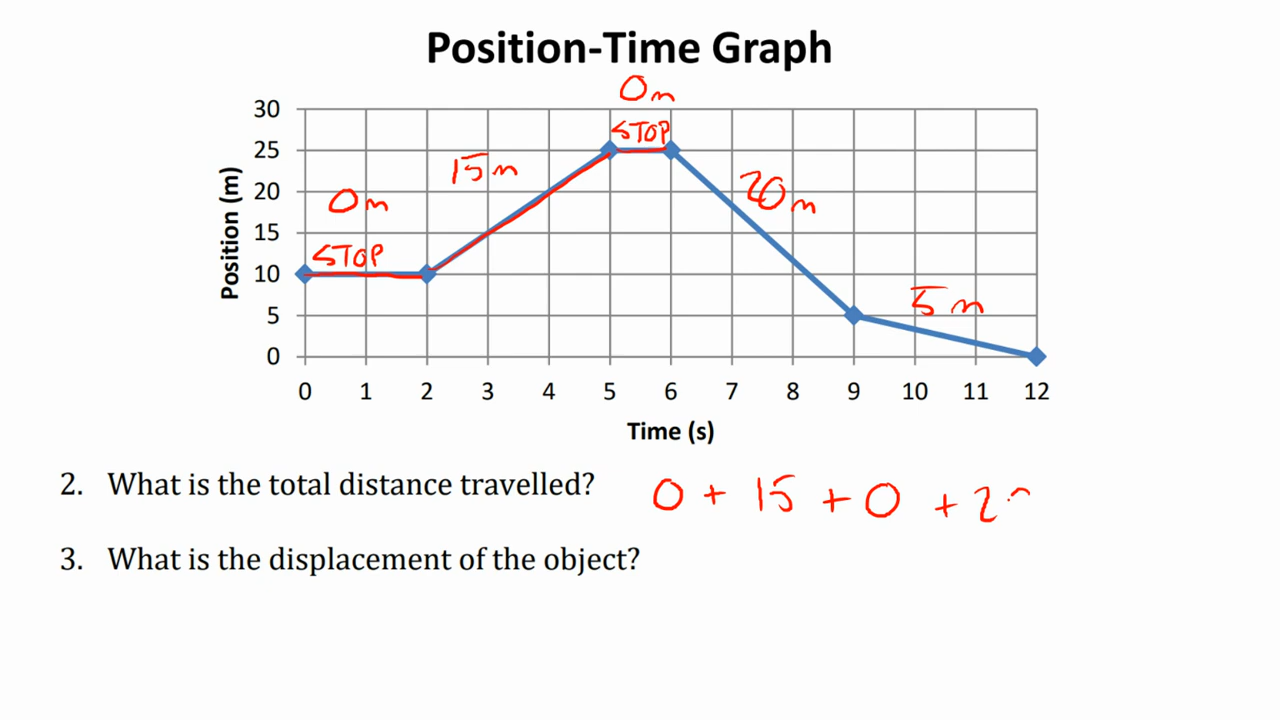 Position-Time Graph
0m
30
STOP
25
15m
20
20m
0m
15
STOP
10
5m
5
0
Position (m)
0 1 2 3 4 5 6 7 8 9 10 11 12
Time (s)
2. What is the total distance travelled? 0 + 15 + 0 + 2
3. What is the displacement of the object?